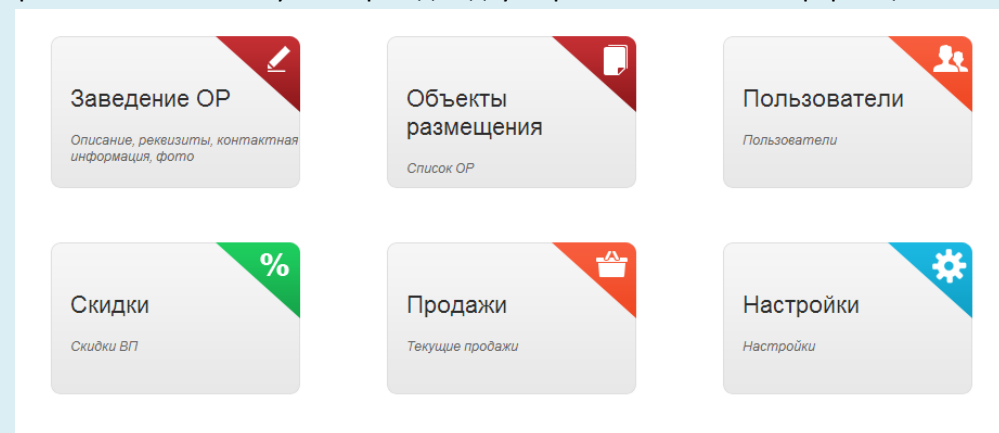 Заведение ОР
Описание, реквизиты, контактная
информация, фото
Объекты
размещения
Список ОР
Пользователи
Пользователи
%
Скидки
Скидки ВП
Продажи
Текущие продажи
Настройки
Настройки